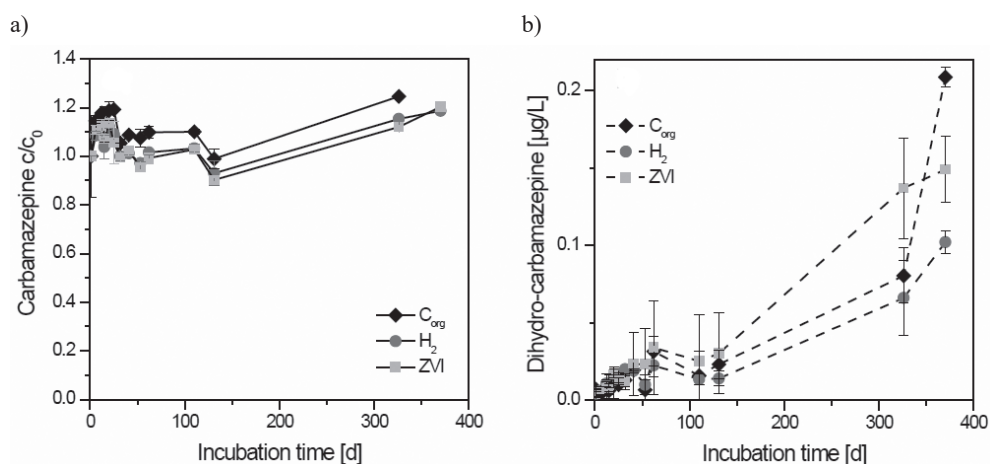 a)
Carbamazepine c/c₀
1.4
1.2
1.0
0.8
0.6
0.4
0.2
0.0
0 100 200 300 400
Incubation time [d]
C_org
H₂
ZVI
b)
Dihydro-carbamazepine [µg/L]
0.2
0.1
0.0
0 100 200 300 400
Incubation time [d]
C_org
H₂
ZVI